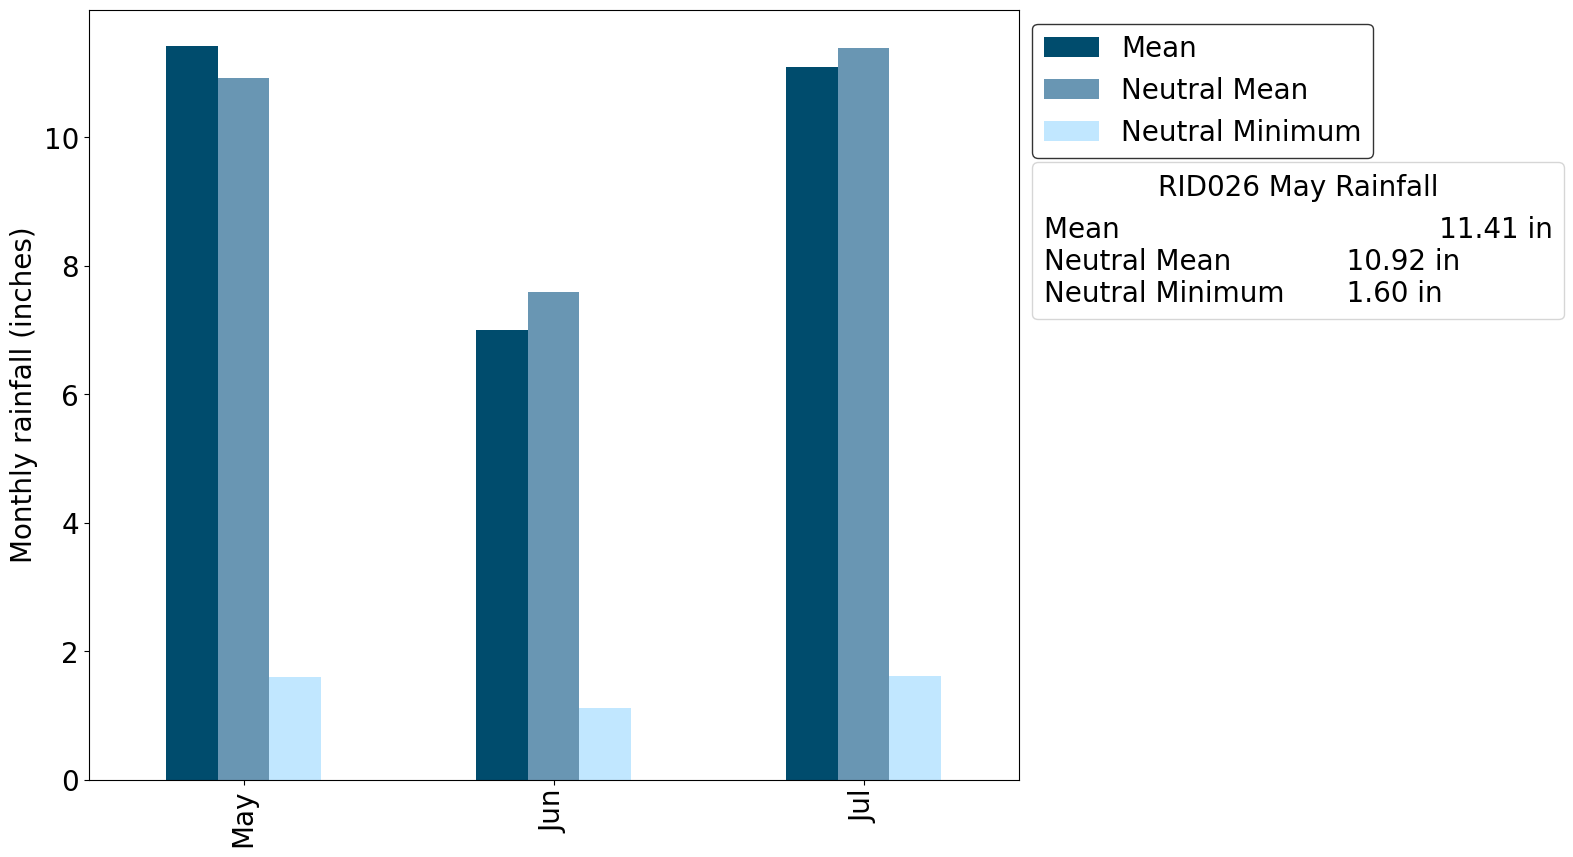 Monthly rainfall (inches)
10
8
6
4
2
0
May
Jun
Jul
Mean
Neutral Mean
Neutral Minimum
RID026 May Rainfall
Mean 11.41 in
Neutral Mean 10.92 in
Neutral Minimum 1.60 in